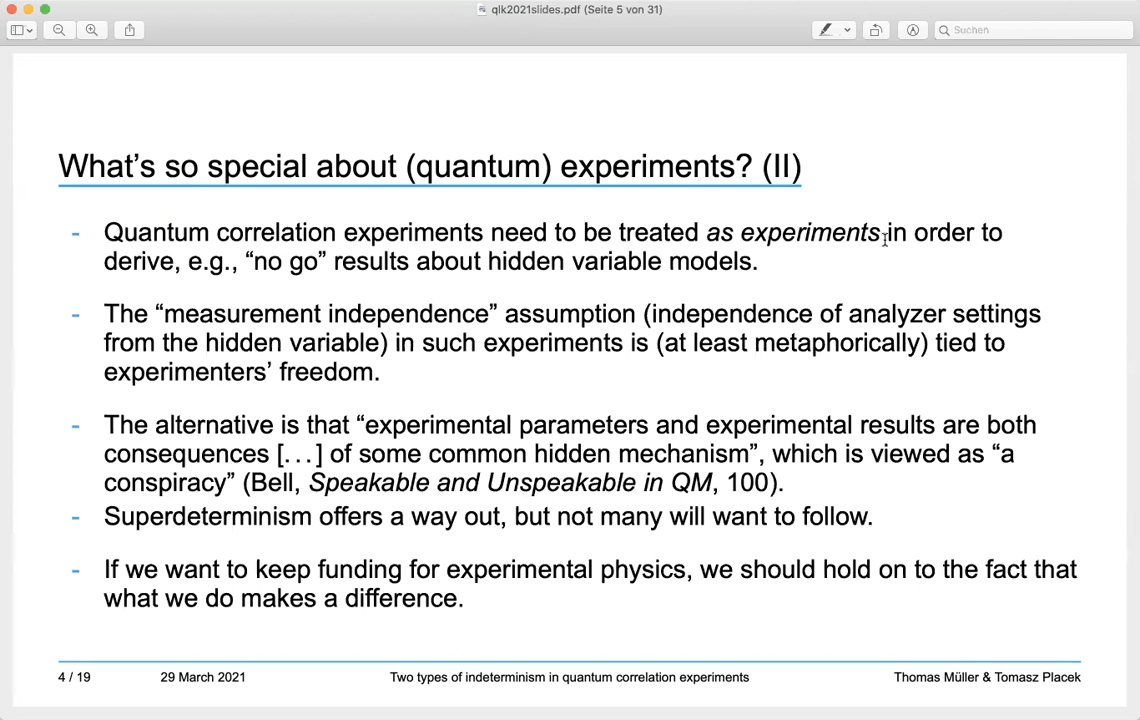 qlk2021slides.pdf (Seite 5 von 31)
Suchen
What's so special about (quantum) experiments? (II)
- Quantum correlation experiments need to be treated as experiments in order to
derive, e.g., “no go” results about hidden variable models.
- The “measurement independence” assumption (independence of analyzer settings
from the hidden variable) in such experiments is (at least metaphorically) tied to
experimenters’ freedom.
- The alternative is that “experimental parameters and experimental results are both
consequences [...] of some common hidden mechanism”, which is viewed as “a
conspiracy” (Bell, Speakable and Unspeakable in QM, 100).
- Superdeterminism offers a way out, but not many will want to follow.
- If we want to keep funding for experimental physics, we should hold on to the fact that
what we do makes a difference.
4 / 19 29 March 2021 Two types of indeterminism in quantum correlation experiments Thomas Müller & Tomasz Placek